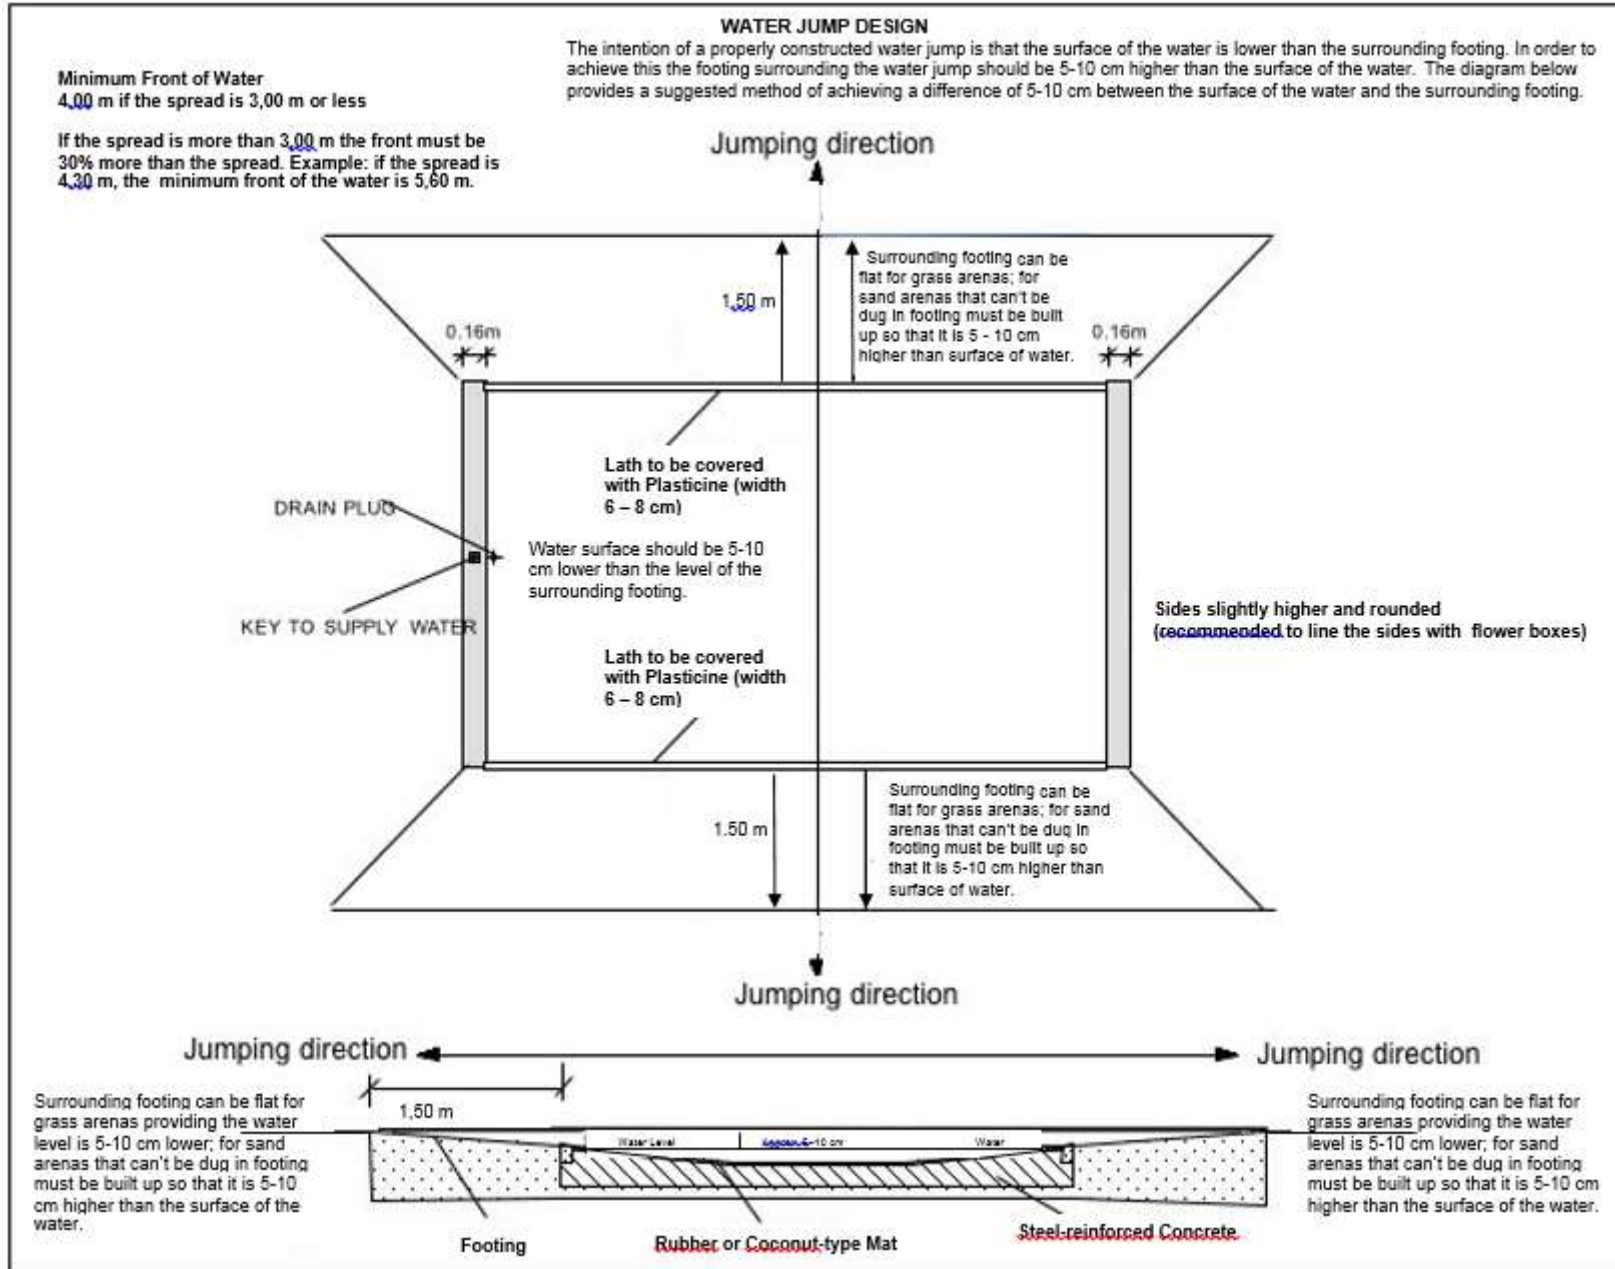 WATER JUMP DESIGN
The intention of a properly constructed water jump is that the surface of the water is lower than the surrounding footing. In order to
achieve this the footing surrounding the water jump should be 5-10 cm higher than the surface of the water. The diagram below
provides a suggested method of achieving a difference of 5-10 cm between the surface of the water and the surrounding footing.
Minimum Front of Water
4,00 m if the spread is 3,00 m or less
If the spread is more than 3,00 m the front must be
30% more than the spread. Example: if the spread is
4,30 m, the minimum front of the water is 5,60 m.
Jumping direction
1,50 m
Surrounding footing can be
flat for grass arenas; for
sand arenas that can't be
dug in footing must be built
up so that it is 5 - 10 cm
higher than surface of water.
0,16m
0,16m
Lath to be covered
with Plasticine (width
6 – 8 cm)
DRAIN PLUG
Water surface should be 5-10
cm lower than the level of the
surrounding footing.
KEY TO SUPPLY WATER
Sides slightly higher and rounded
(recommended to line the sides with flower boxes)
Lath to be covered
with Plasticine (width
6 – 8 cm)
1.50 m
Surrounding footing can be
flat for grass arenas; for sand
arenas that can't be dug in
footing must be built up so
that it is 5-10 cm higher than
surface of water.
Jumping direction
Jumping direction
Jumping direction
Surrounding footing can be flat for
grass arenas providing the water
level is 5-10 cm lower; for sand
arenas that can't be dug in footing
must be built up so that it is 5-10
cm higher than the surface of the
water.
1,50 m
Water Level
10 cm
Water
Surrounding footing can be flat for
grass arenas providing the water
level is 5-10 cm lower; for sand
arenas that can't be dug in footing
must be built up so that it is 5-10 cm
higher than the surface of the water.
Footing
Rubber or Coconut-type Mat
Steel-reinforced Concrete